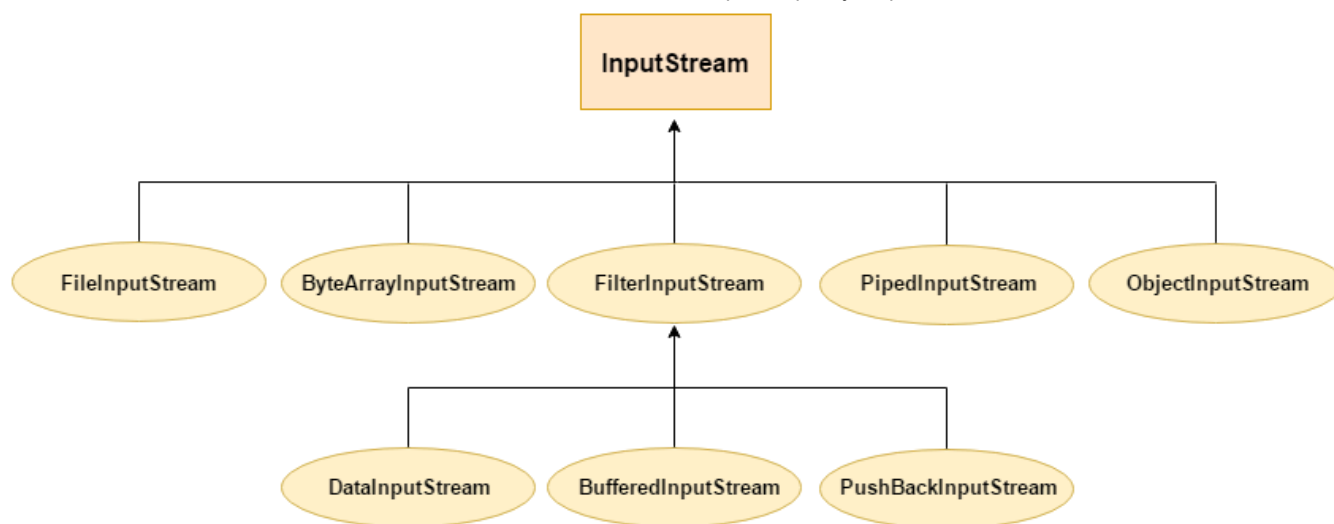 InputStream
FileInputStream
ByteArrayInputStream
FilterInputStream
PipedInputStream
ObjectInputStream
DataInputStream
BufferedInputStream
PushBackInputStream